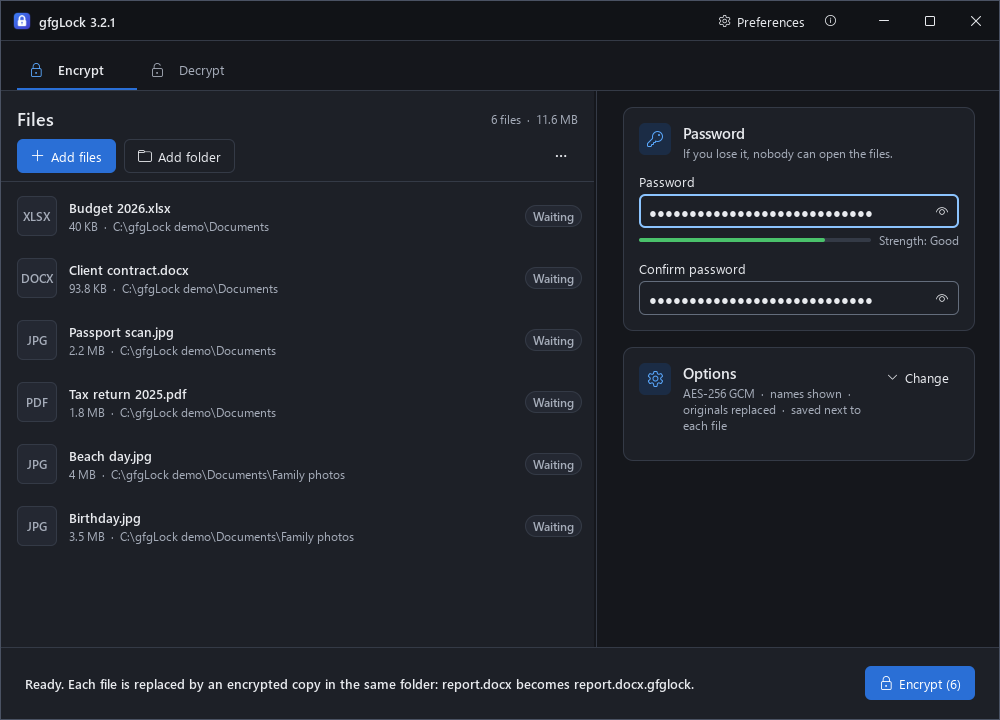 gfgLock 3.2.1
Preferences
Encrypt
Decrypt
Files
6 files · 11.6 MB
Add files
Add folder
XLSX
Budget 2026.xlsx
40 KB · C:\gfgLock demo\Documents
Waiting
DOCX
Client contract.docx
93.8 KB · C:\gfgLock demo\Documents
Waiting
JPG
Passport scan.jpg
2.2 MB · C:\gfgLock demo\Documents
Waiting
PDF
Tax return 2025.pdf
1.8 MB · C:\gfgLock demo\Documents
Waiting
JPG
Beach day.jpg
4 MB · C:\gfgLock demo\Documents\Family photos
Waiting
JPG
Birthday.jpg
3.5 MB · C:\gfgLock demo\Documents\Family photos
Waiting
Password
If you lose it, nobody can open the files.
Password
Strength: Good
Confirm password
Options
Change
AES-256 GCM · names shown ·
originals replaced · saved next to
each file
Ready. Each file is replaced by an encrypted copy in the same folder: report.docx becomes report.docx.gfglock.
Encrypt (6)